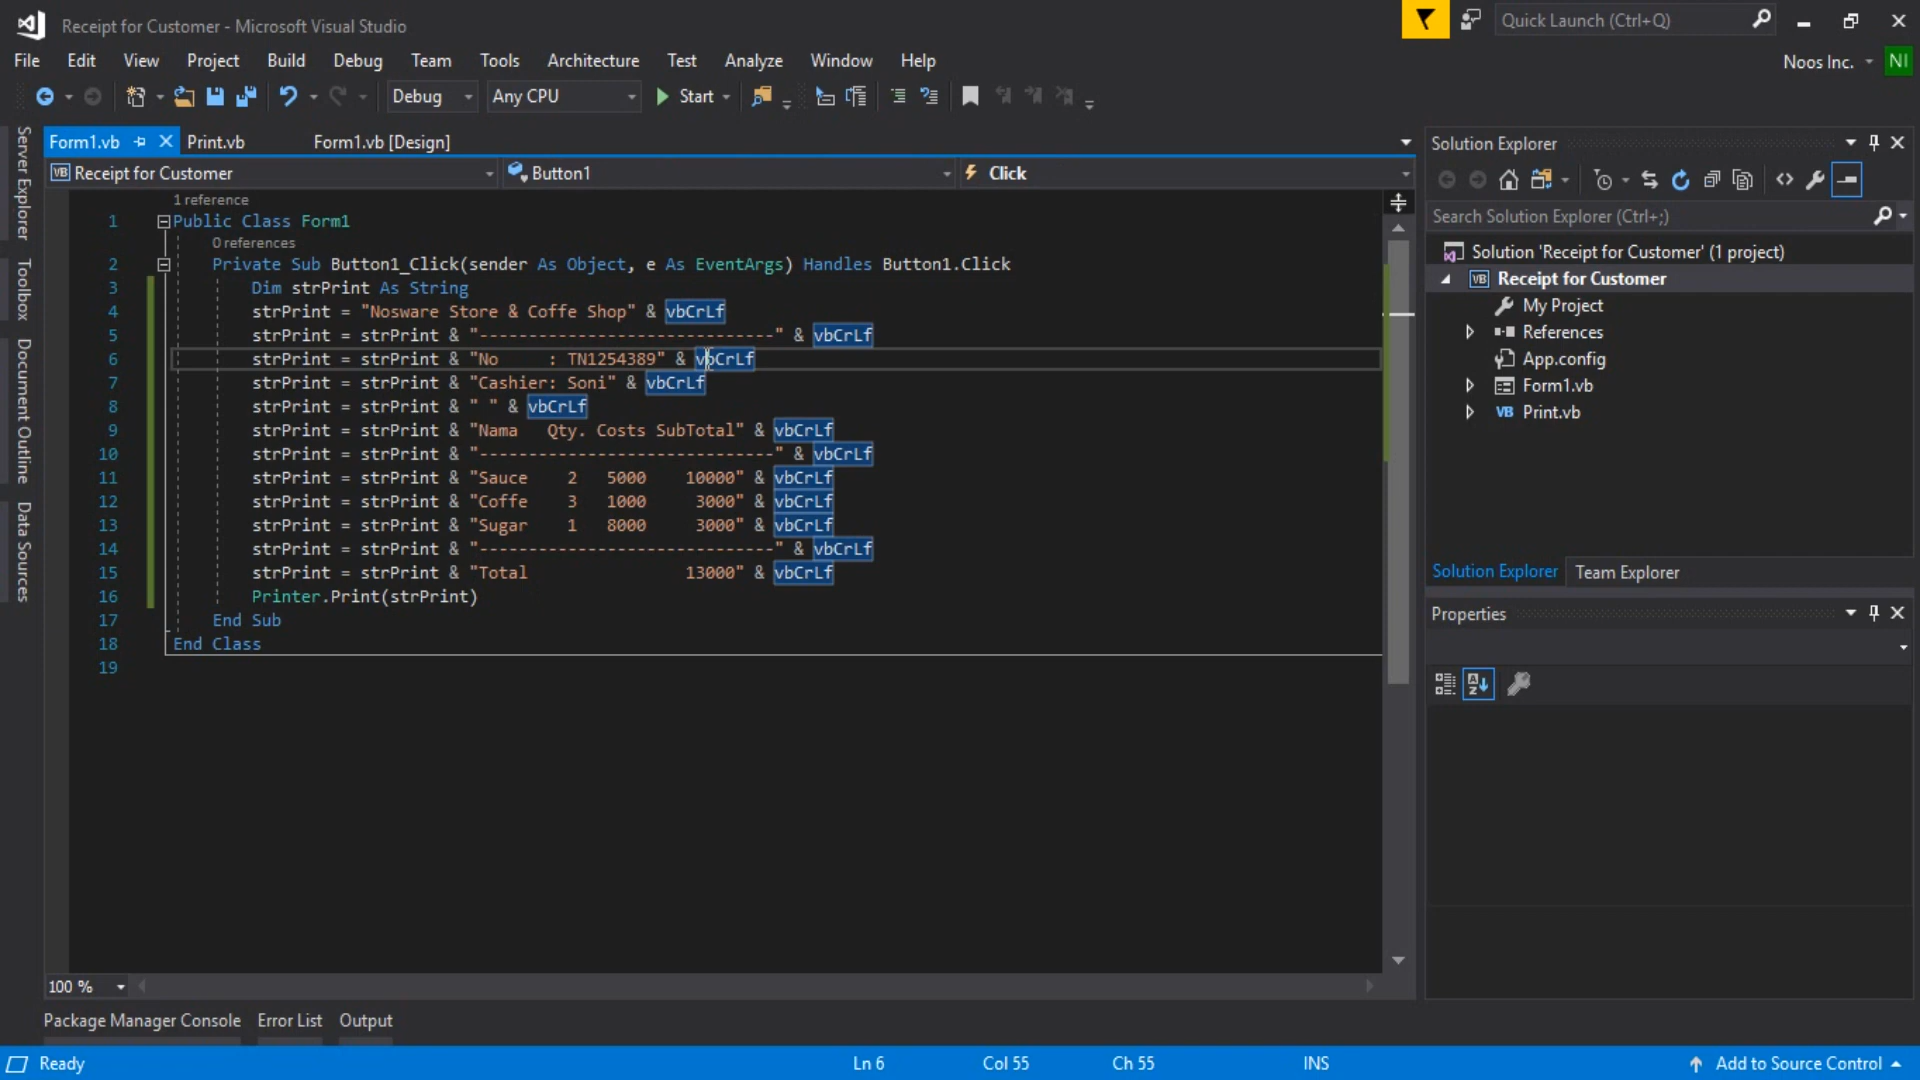 Receipt for Customer - Microsoft Visual Studio
Quick Launch (Ctrl+Q)
File Edit View Project Build Debug Team Tools Architecture Test Analyze Window Help
Noos Inc. NI
Debug Any CPU Start
Form1.vb Print.vb Form1.vb [Design]
VB Receipt for Customer Button1 Click
Server Explorer
Toolbox
Document Outline
Data Sources
1 reference
1 Public Class Form1
0 references
2 Private Sub Button1_Click(sender As Object, e As EventArgs) Handles Button1.Click
3 Dim strPrint As String
4 strPrint = "Nosware Store & Coffe Shop" & vbCrLf
5 strPrint = strPrint & "------------------------------" & vbCrLf
6 strPrint = strPrint & "No     : TN1254389" & vbCrLf
7 strPrint = strPrint & "Cashier: Soni" & vbCrLf
8 strPrint = strPrint & " " & vbCrLf
9 strPrint = strPrint & "Nama   Qty. Costs SubTotal" & vbCrLf
10 strPrint = strPrint & "------------------------------" & vbCrLf
11 strPrint = strPrint & "Sauce    2   5000    10000" & vbCrLf
12 strPrint = strPrint & "Coffe    3   1000     3000" & vbCrLf
13 strPrint = strPrint & "Sugar    1   8000     3000" & vbCrLf
14 strPrint = strPrint & "------------------------------" & vbCrLf
15 strPrint = strPrint & "Total                13000" & vbCrLf
16 Printer.Print(strPrint)
17 End Sub
18 End Class
19
100 %
Solution Explorer
Search Solution Explorer (Ctrl+;)
Solution 'Receipt for Customer' (1 project)
VB Receipt for Customer
My Project
References
App.config
Form1.vb
VB Print.vb
Solution Explorer Team Explorer
Properties
Package Manager Console Error List Output
Ready Ln 6 Col 55 Ch 55 INS Add to Source Control